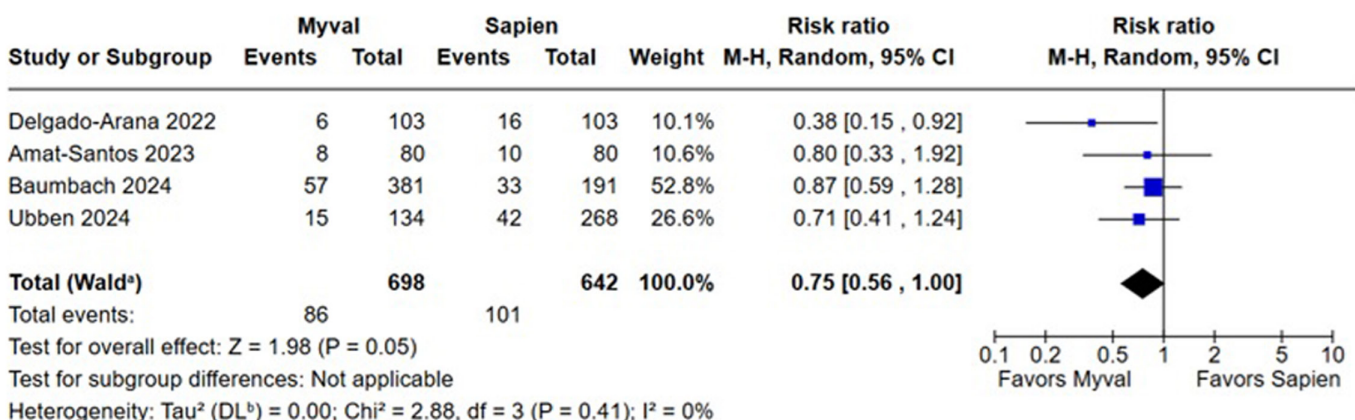 Myval Sapien Risk ratio Risk ratio
Study or Subgroup Events Total Events Total Weight M-H, Random, 95% CI M-H, Random, 95% CI
Delgado-Arana 2022 6 103 16 103 10.1% 0.38 [0.15 , 0.92]
Amat-Santos 2023 8 80 10 80 10.6% 0.80 [0.33 , 1.92]
Baumbach 2024 57 381 33 191 52.8% 0.87 [0.59 , 1.28]
Ubben 2024 15 134 42 268 26.6% 0.71 [0.41 , 1.24]
Total (Waldᵃ) 698 642 100.0% 0.75 [0.56 , 1.00]
Total events: 86 101
Test for overall effect: Z = 1.98 (P = 0.05)
Test for subgroup differences: Not applicable
Heterogeneity: Tau² (DLᵇ) = 0.00; Chi² = 2.88, df = 3 (P = 0.41); I² = 0%
0.1 0.2 0.5 1 2 5 10
Favors Myval Favors Sapien